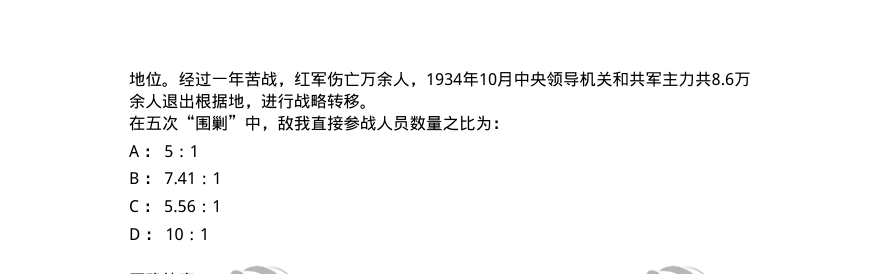 地位。经过一年苦战，红军伤亡万余人，1934年10月中央领导机关和共军主力共8.6万
余人退出根据地，进行战略转移。
在五次“围剿”中，敌我直接参战人员数量之比为：
A： 5：1
B： 7.41：1
C： 5.56：1
D： 10：1